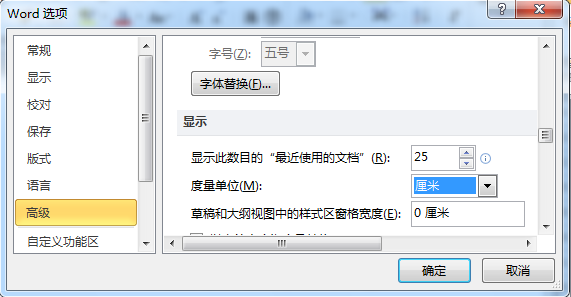 Word 选项
常规
显示
校对
保存
版式
语言
高级
自定义功能区
字号(Z): 五号
字体替换(F)...
显示
显示此数目的“最近使用的文档”(R): 25
度量单位(M): 厘米
草稿和大纲视图中的样式区窗格宽度(E): 0 厘米
确定
取消